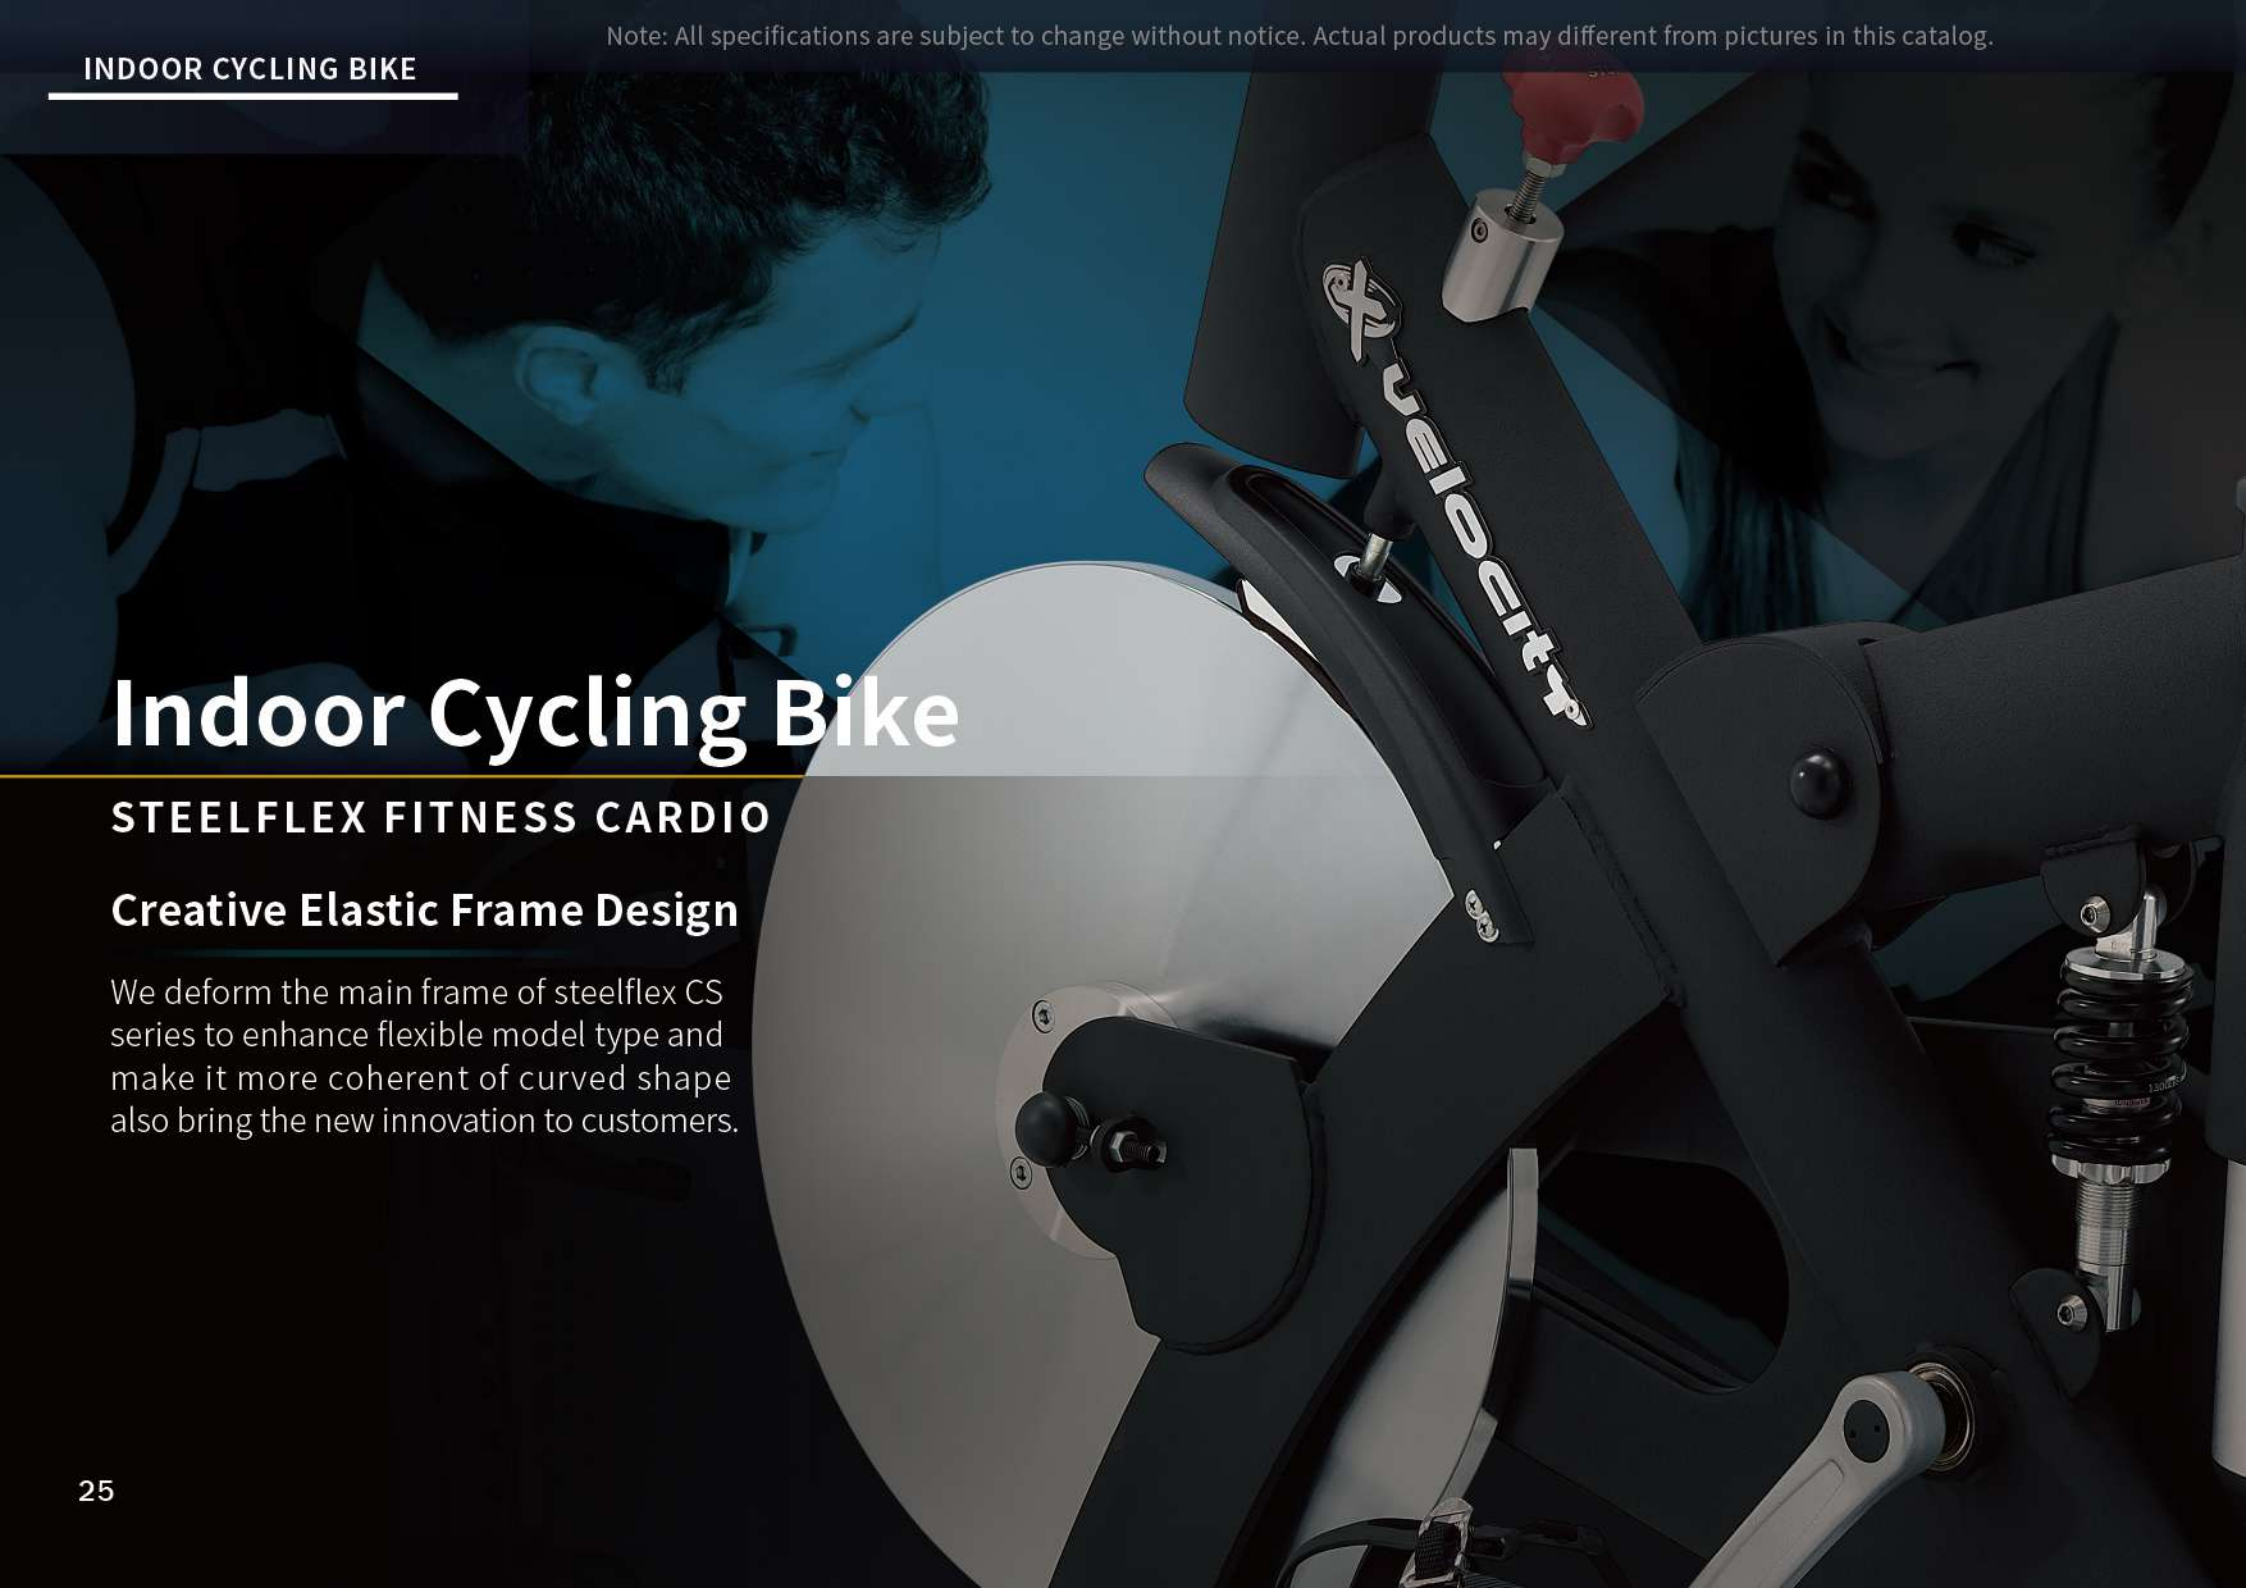 Note: All specifications are subject to change without notice. Actual products may different from pictures in this catalog.
INDOOR CYCLING BIKE
velocity
Indoor Cycling Bike
STEELFLEX FITNESS CARDIO
Creative Elastic Frame Design
We deform the main frame of steelflex CS
series to enhance flexible model type and
make it more coherent of curved shape
also bring the new innovation to customers.
25